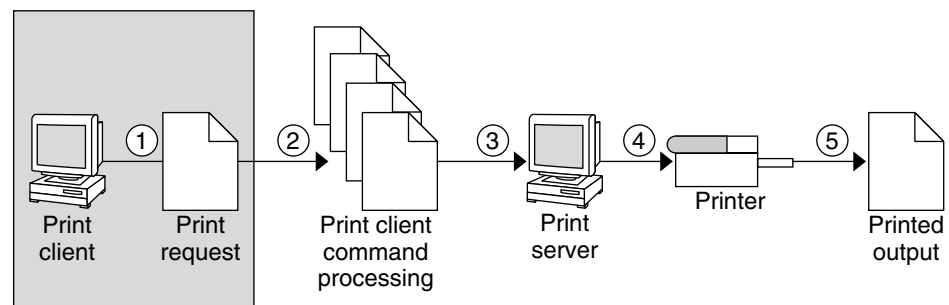 1
2
3
4
5
Print
client
Print
request
Print client
command
processing
Print
server
Printer
Printed
output